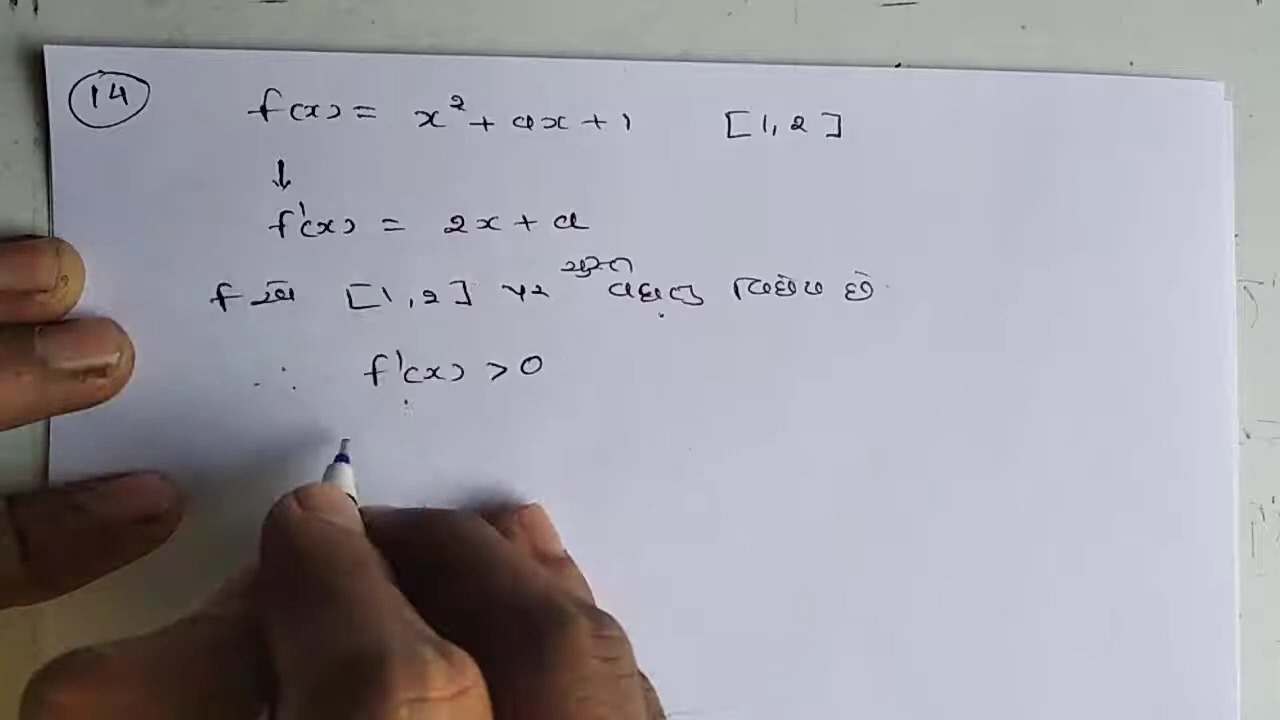 14 f(x) = x² + ax + 1 [1, 2]
↓
f'(x) = 2x + a
f એ [1, 2] પર ચુસ્ત વધતું વિધેય છે.
∴ f'(x) > 0